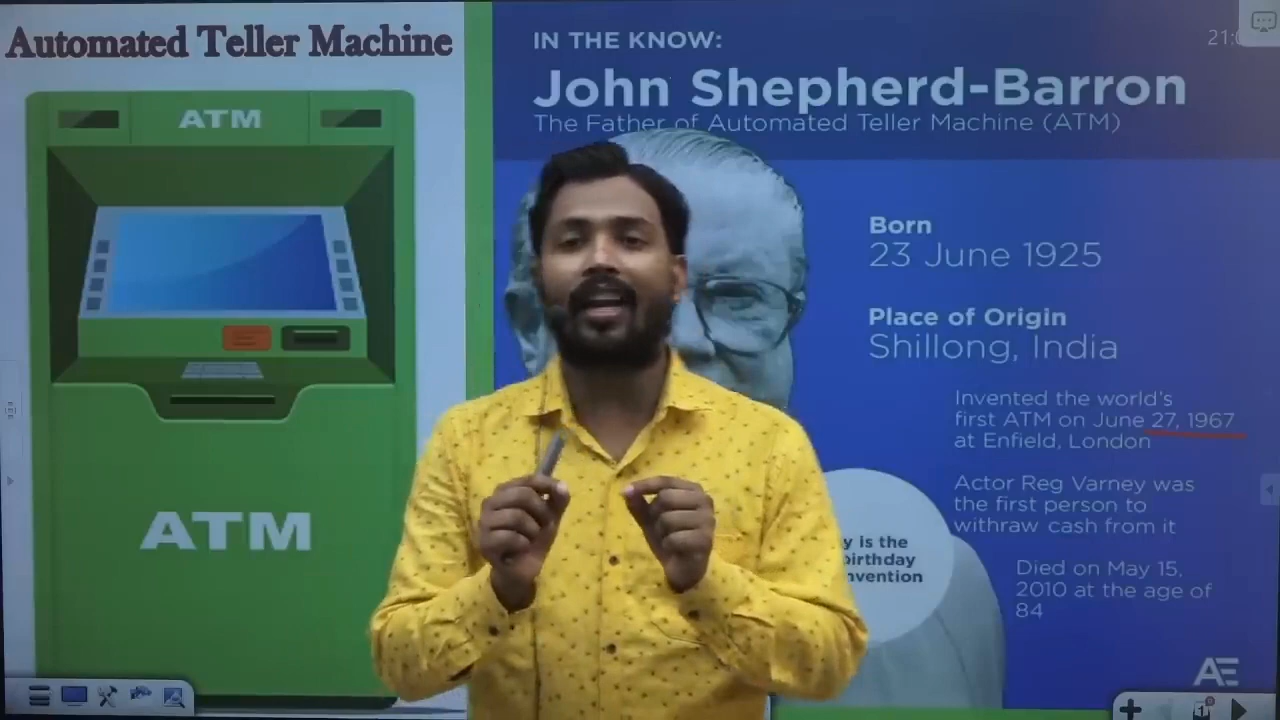 Automated Teller Machine
ATM
ATM
IN THE KNOW:
John Shepherd-Barron
The Father of Automated Teller Machine (ATM)
Born
23 June 1925
Place of Origin
Shillong, India
Invented the world's
first ATM on June 27, 1967
at Enfield, London
Actor Reg Varney was
the first person to
withraw cash from it
is the
birthday
Died on May 15,
2010 at the age of
84
AE